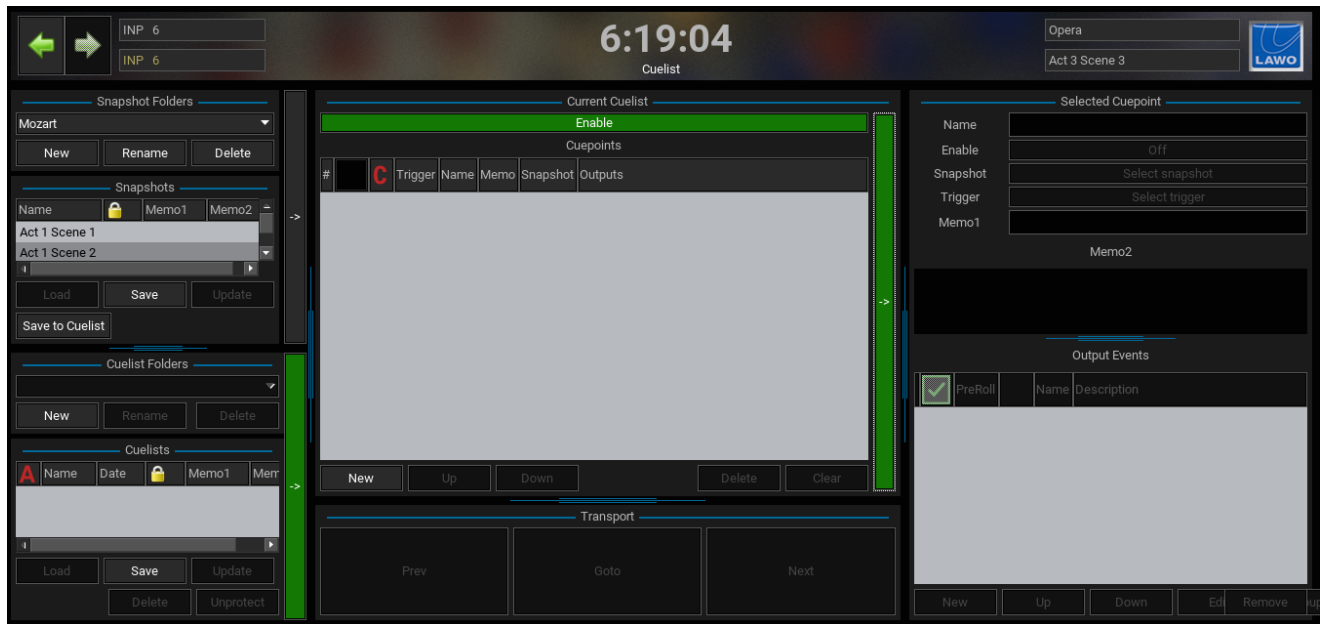 INP 6
INP 6
6:19:04
Cuelist
Opera
Act 3 Scene 3
LAWO
Snapshot Folders
Mozart
New Rename Delete
Snapshots
Name Memo1 Memo2
Act 1 Scene 1
Act 1 Scene 2
Load Save Update
Save to Cuelist
->
Cuelist Folders
New Rename Delete
Cuelists
A Name Date Memo1 Mem
Load Save Update
Delete Unprotect
->
Current Cuelist
Enable
Cuepoints
# C Trigger Name Memo Snapshot Outputs
New Up Down Delete Clear
->
Transport
Prev Goto Next
Selected Cuepoint
Name
Enable Off
Snapshot Select snapshot
Trigger Select trigger
Memo1
Memo2
Output Events
PreRoll Name Description
New Up Down Edi Remove up